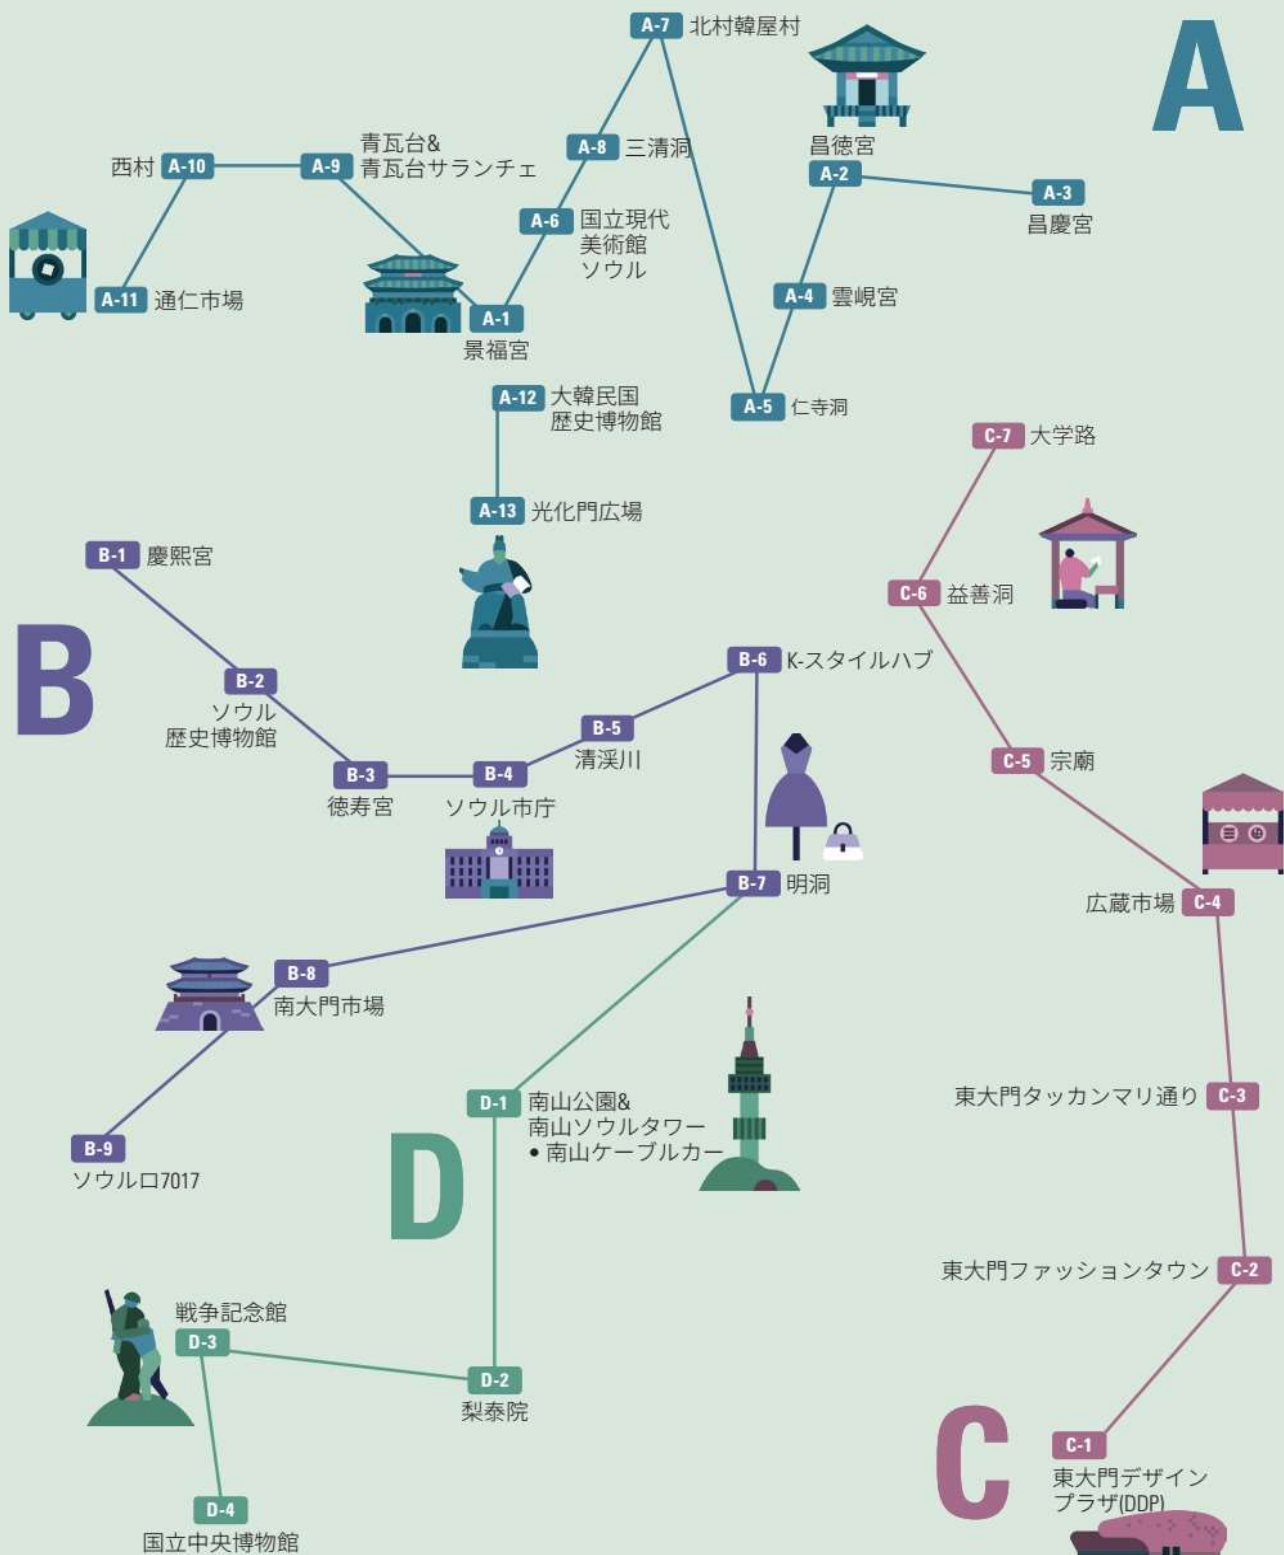 A
A-7 北村韓屋村
昌徳宮
A-2
A-3
昌慶宮
A-8 三清洞
青瓦台&
青瓦台サランチェ
A-9
西村 A-10
A-6 国立現代
美術館
ソウル
A-11 通仁市場
A-4 雲峴宮
A-1
景福宮
A-12 大韓民国
歴史博物館
A-5 仁寺洞
A-13 光化門広場
B
B-1 慶熙宮
B-2
ソウル
歴史博物館
B-3
徳寿宮
B-4
ソウル市庁
B-5
清渓川
B-6 K-スタイルハブ
B-7 明洞
B-8
南大門市場
B-9
ソウルロ7017
C-7 大学路
C-6 益善洞
C-5 宗廟
広蔵市場 C-4
東大門タッカンマリ通り C-3
東大門ファッションタウン C-2
C
C-1
東大門デザイン
プラザ(DDP)
D
D-1 南山公園&
南山ソウルタワー
• 南山ケーブルカー
D-2
梨泰院
戦争記念館
D-3
D-4
国立中央博物館